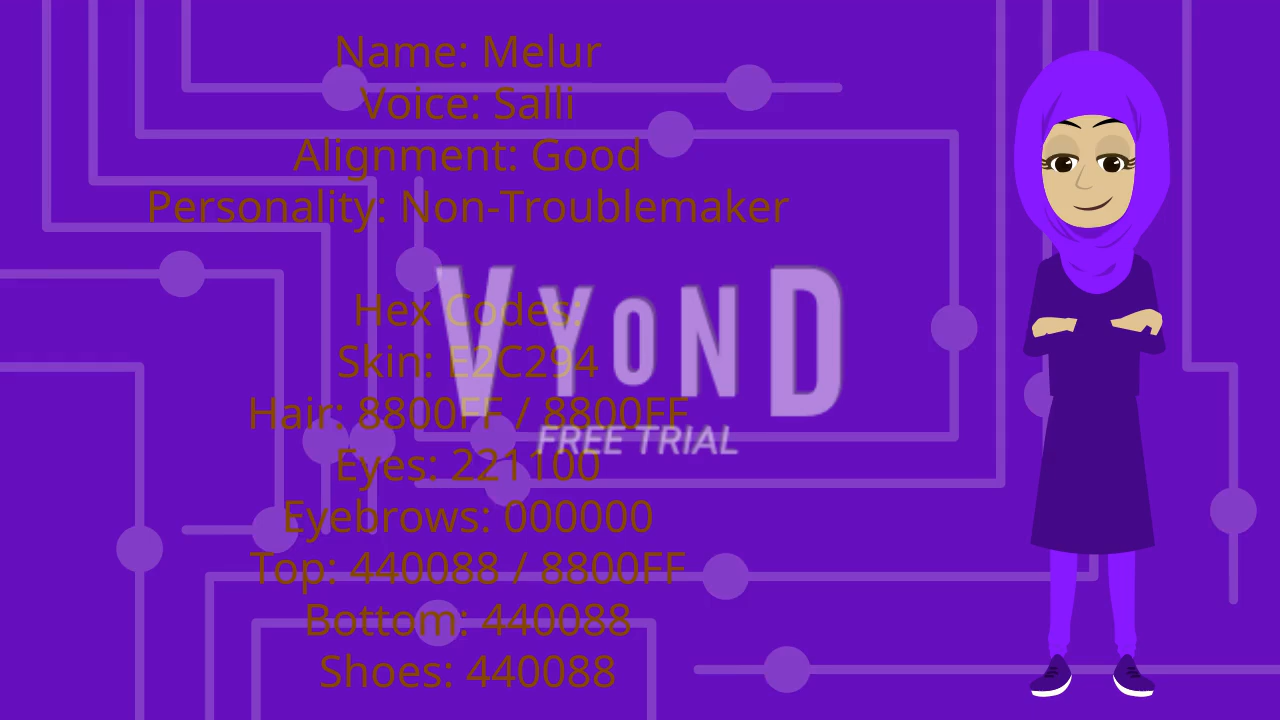 Name: Melur
Voice: Salli
Alignment: Good
Personality: Non-Troublemaker
Hex Codes:
Skin: E2C294
Hair: 8800FF / 8800FF
Eyes: 221100
Eyebrows: 000000
Top: 440088 / 8800FF
Bottom: 440088
Shoes: 440088
VYOND
FREE TRIAL